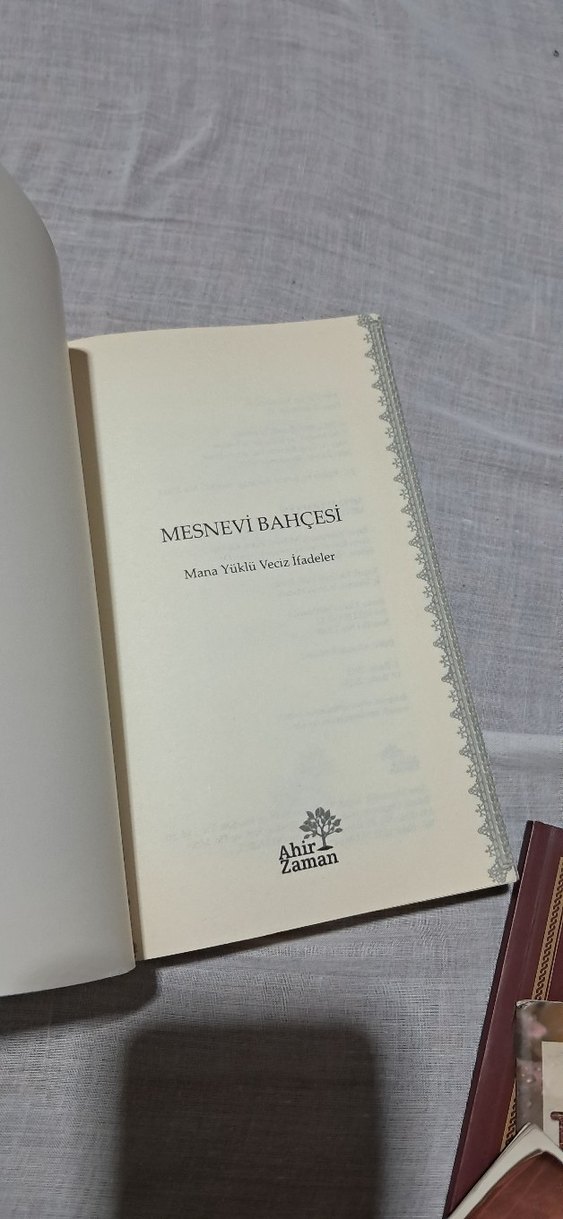 MESNEVİ BAHÇESİ
Mana Yüklü Veciz İfadeler
Ahir
Zaman